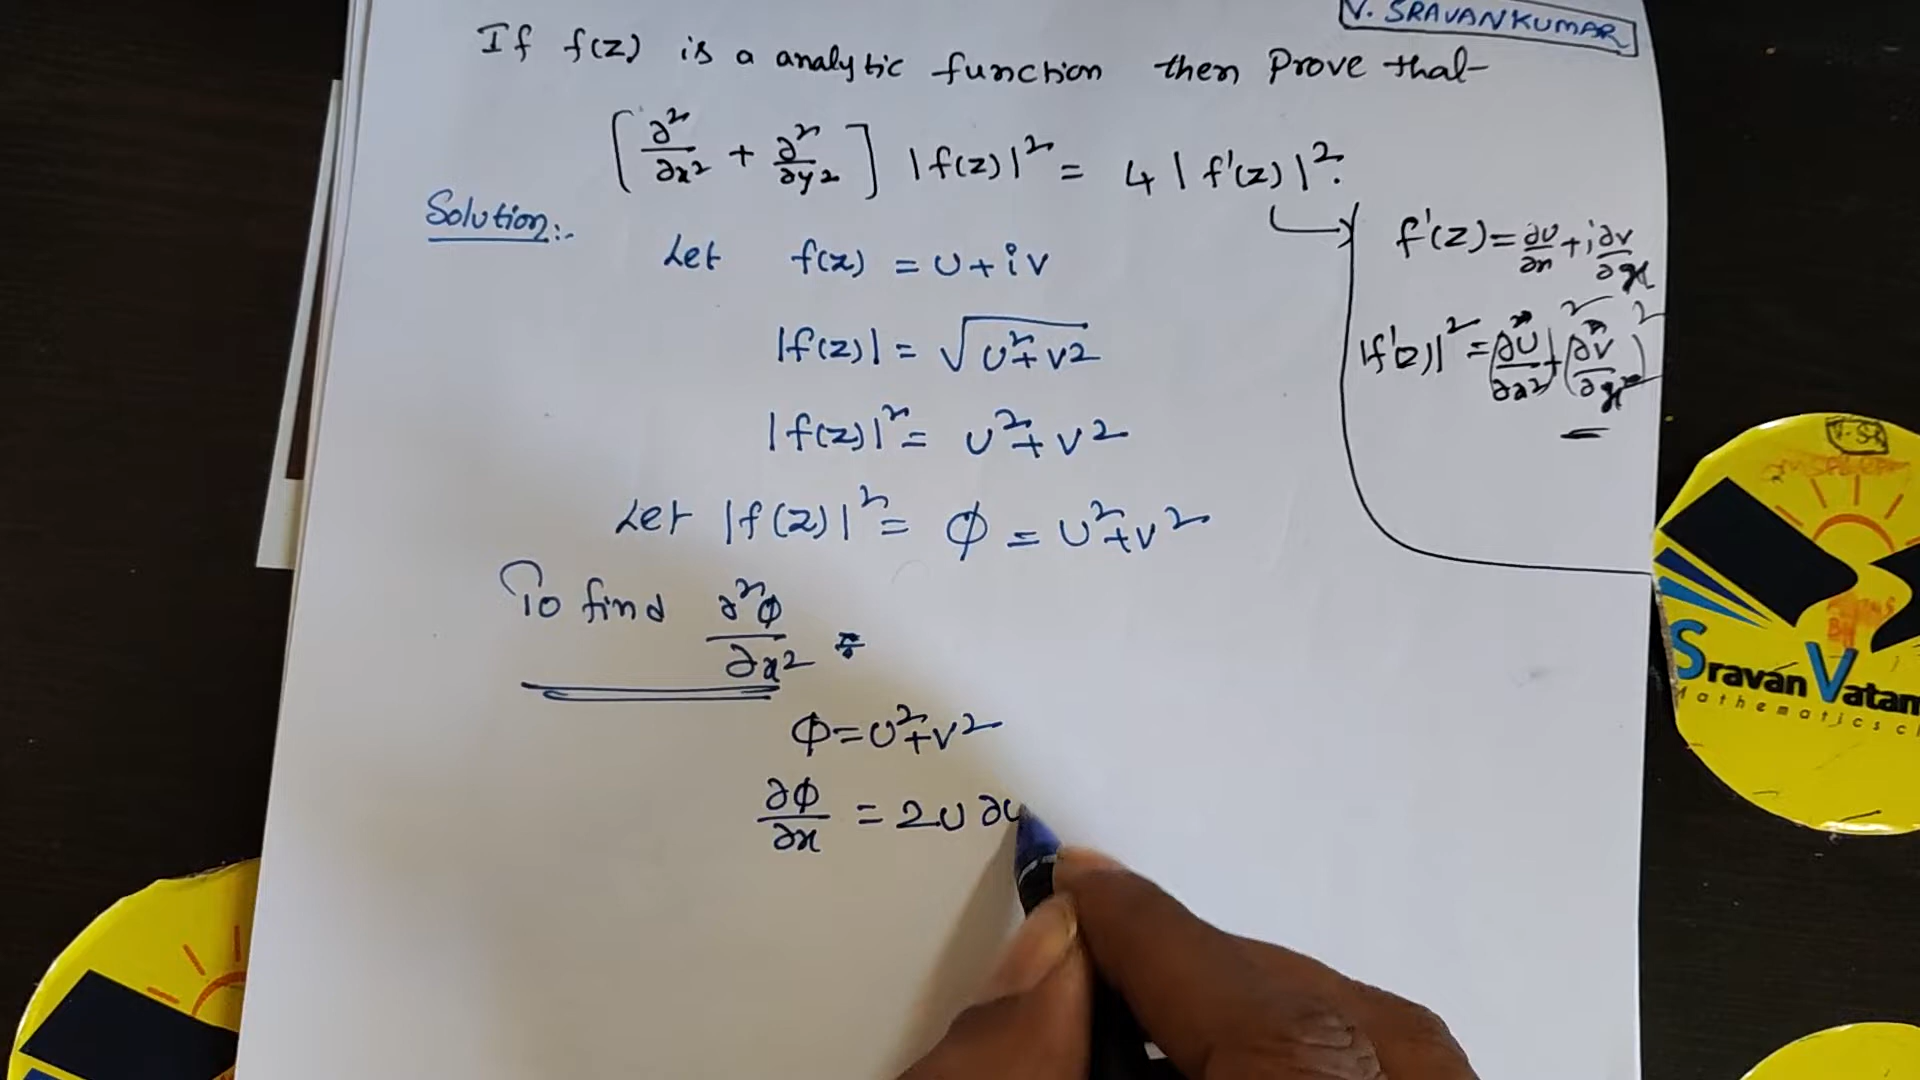 V. SRAVANKUMAR
If f(z) is a analytic function then Prove that
[∂²/∂x² + ∂²/∂y²] |f(z)|² = 4 | f'(z) |².
Solution:-
Let f(z) = u + iv
|f(z)| = √(u² + v²)
|f(z)|² = u² + v²
Let |f(z)|² = ϕ = u² + v²
To find ∂²ϕ/∂x² =
ϕ = u² + v²
∂ϕ/∂x = 2u ∂u
f'(z) = ∂u/∂x + i ∂v/∂x
|f'(z)|² = (∂u/∂x)² + (∂v/∂x)²
Sravan Vatam
Mathematics c